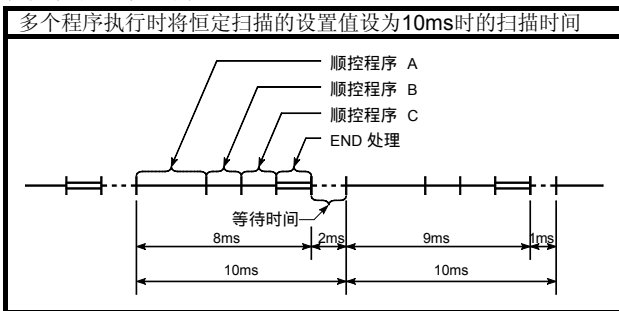 多个程序执行时将恒定扫描的设置值设为10ms时的扫描时间
顺控程序 A
顺控程序 B
顺控程序 C
END 处理
等待时间
8ms
2ms
9ms
1ms
10ms
10ms